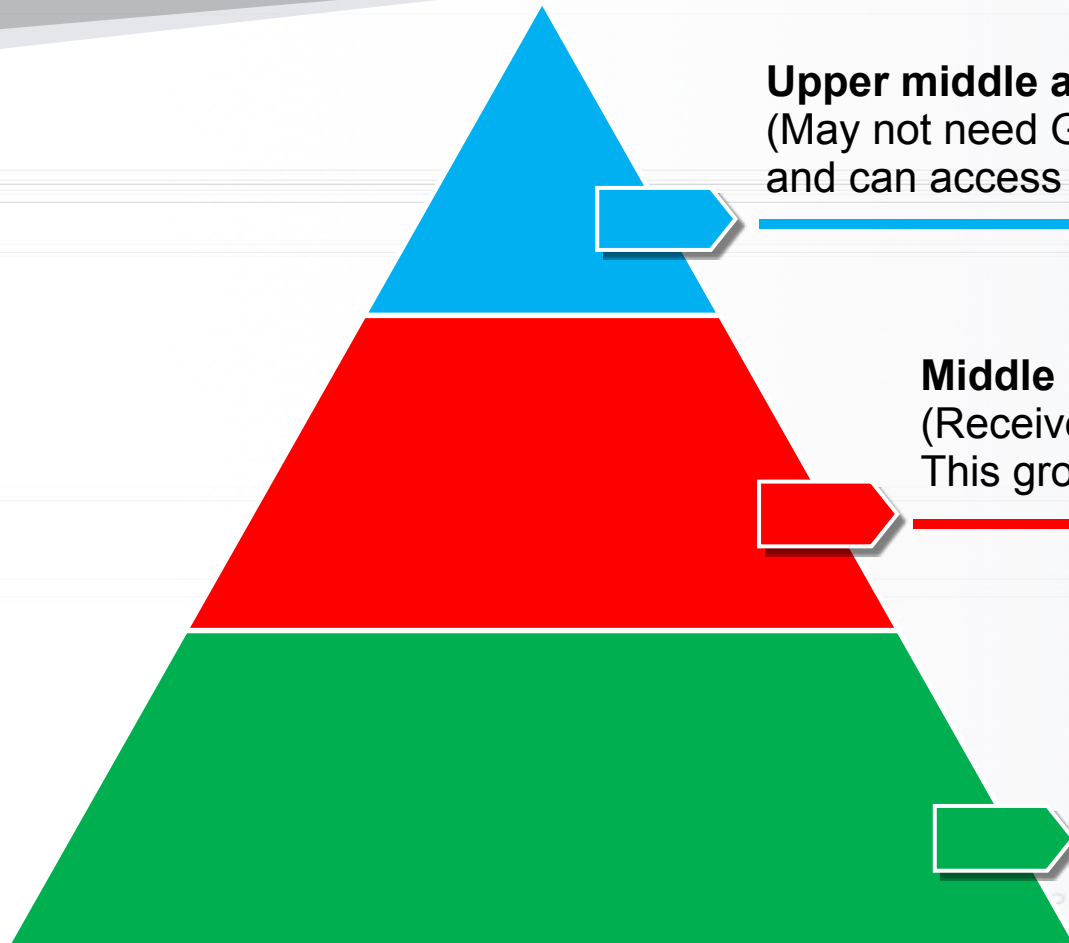 Upper middle a
(May not need G
and can access
Middle
(Receive
This gro